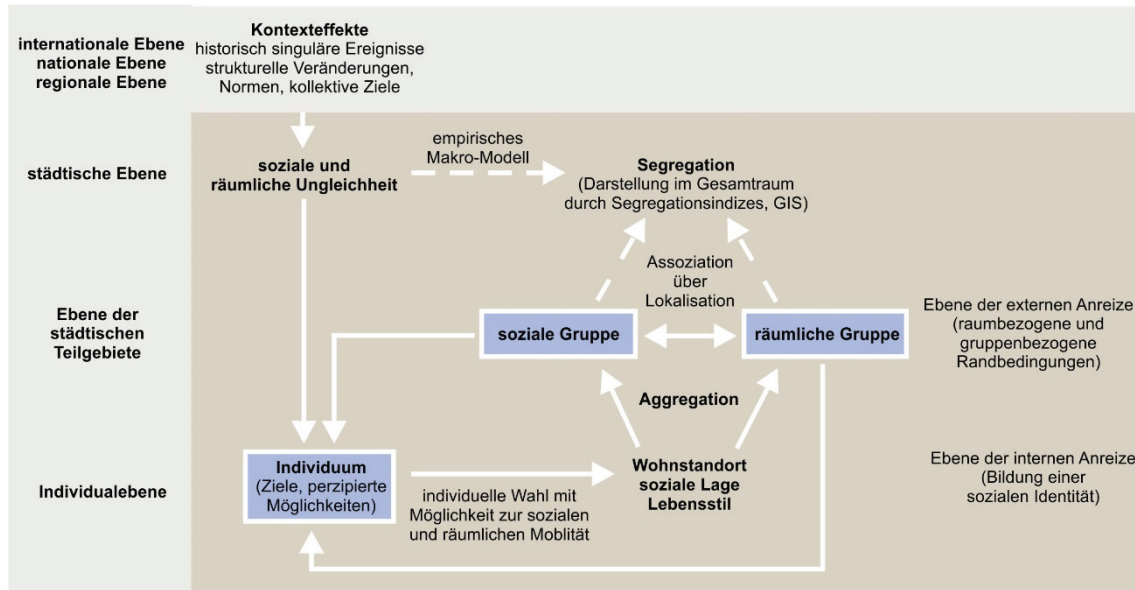 internationale Ebene
nationale Ebene
regionale Ebene
Kontexteffekte
historisch singuläre Ereignisse
strukturelle Veränderungen,
Normen, kollektive Ziele
städtische Ebene
soziale und
räumliche Ungleichheit
empirisches
Makro-Modell
Segregation
(Darstellung im Gesamtraum
durch Segregationsindizes, GIS)
Assoziation
über
Lokalisation
Ebene der
städtischen
Teilgebiete
soziale Gruppe
räumliche Gruppe
Ebene der externen Anreize
(raumbezogene und
gruppenbezogene
Randbedingungen)
Aggregation
Individualebene
Individuum
(Ziele, perzipierte
Möglichkeiten)
individuelle Wahl mit
Möglichkeit zur sozialen
und räumlichen Moblität
Wohnstandort
soziale Lage
Lebensstil
Ebene der internen Anreize
(Bildung einer
sozialen Identität)